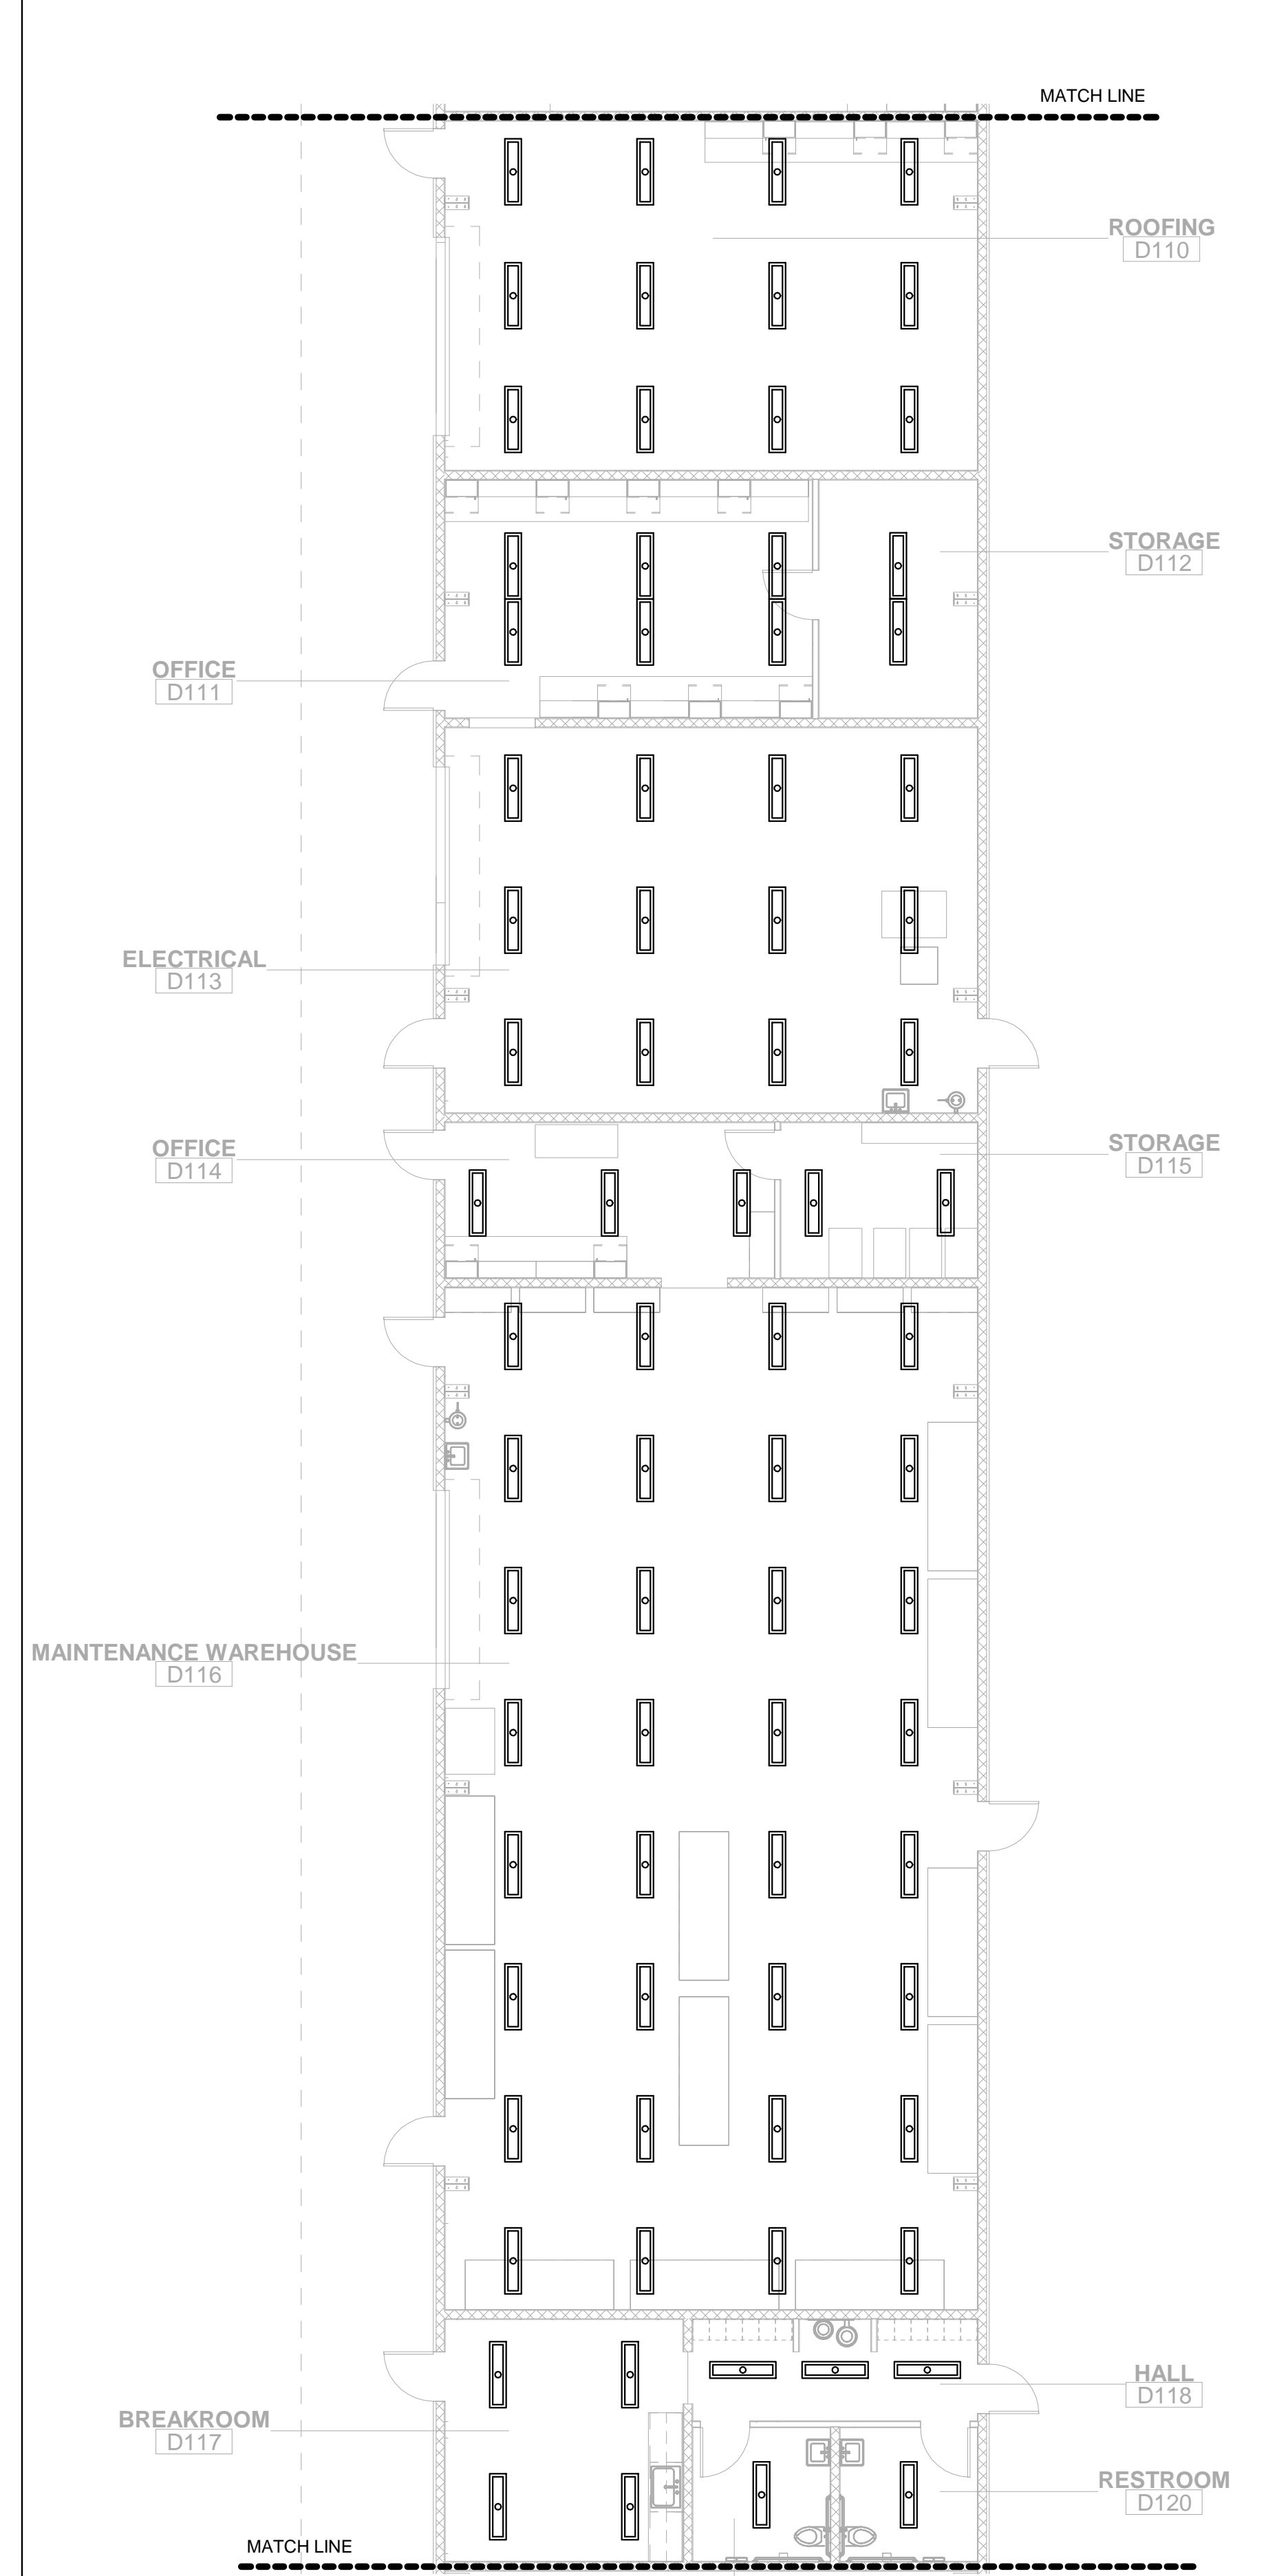 MATCH LINE
ROOFING
D110
STORAGE
D112
OFFICE
D111
ELECTRICAL
D113
OFFICE
D114
STORAGE
D115
MAINTENANCE WAREHOUSE
D116
HALL
D118
BREAKROOM
D117
RESTROOM
D120
MATCH LINE